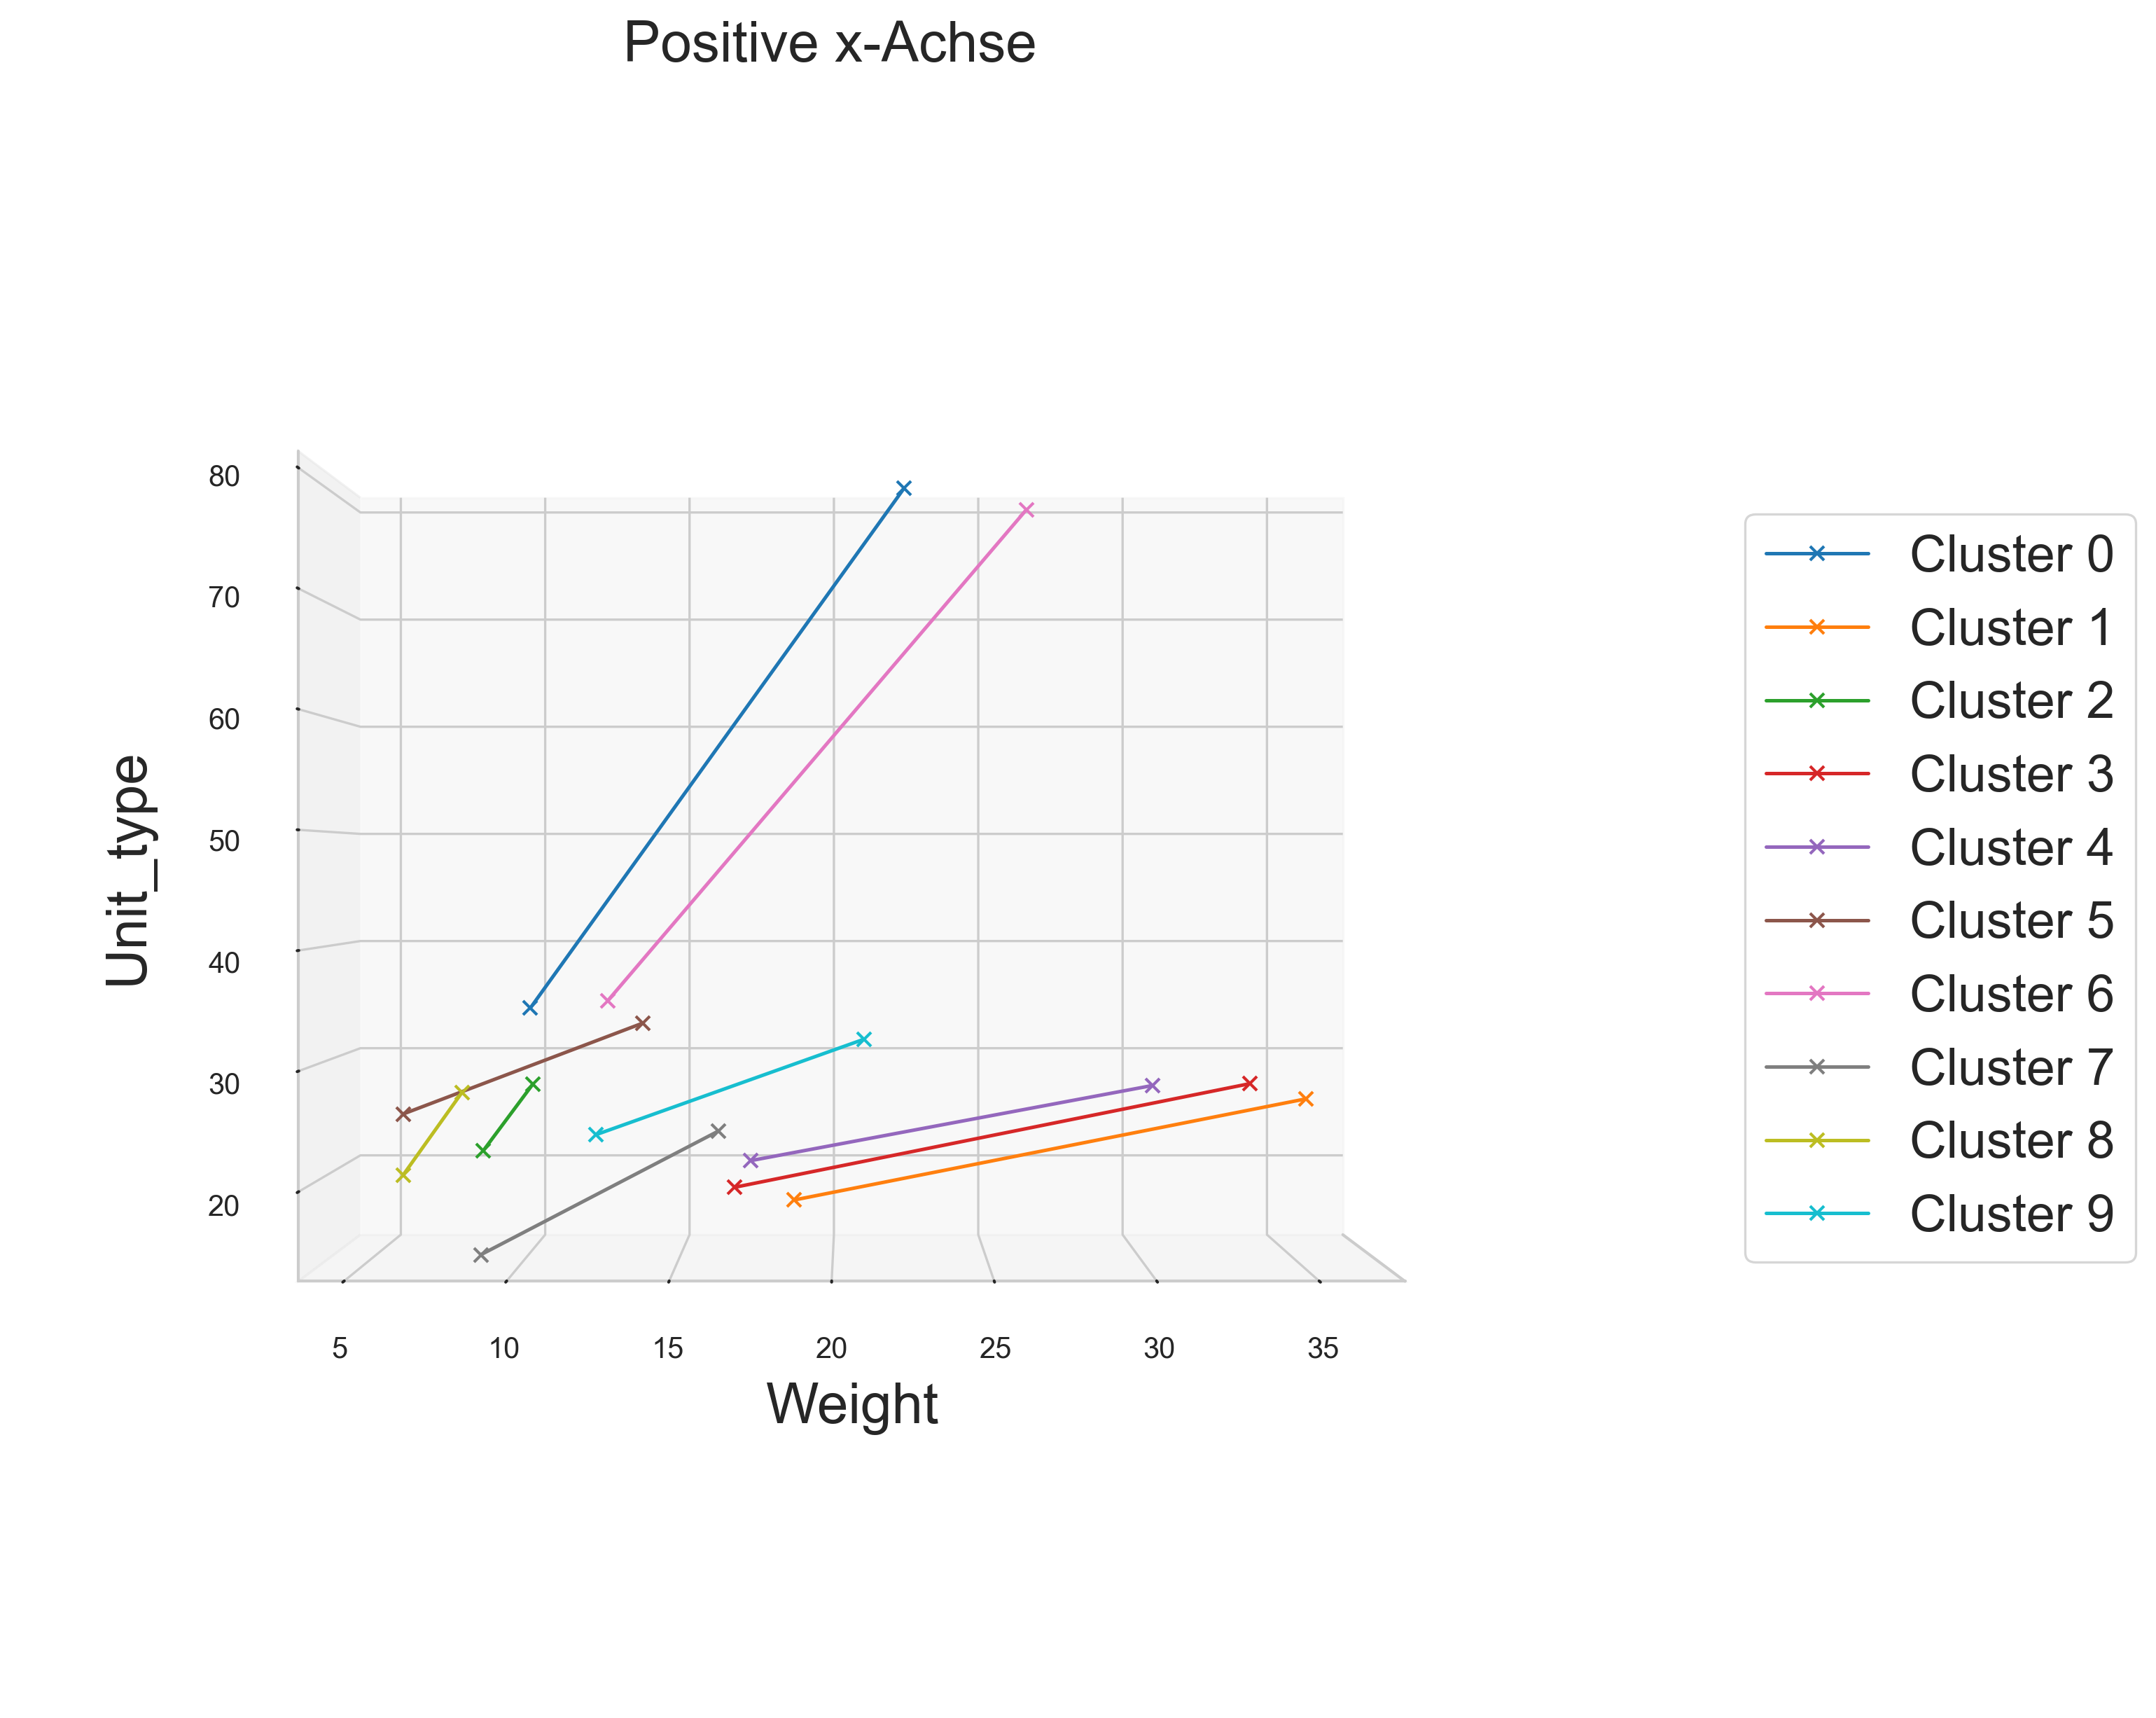 Positive x-Achse
80
70
60
50
40
30
20
Unit_type
5 10 15 20 25 30 35
Weight
Cluster 0
Cluster 1
Cluster 2
Cluster 3
Cluster 4
Cluster 5
Cluster 6
Cluster 7
Cluster 8
Cluster 9